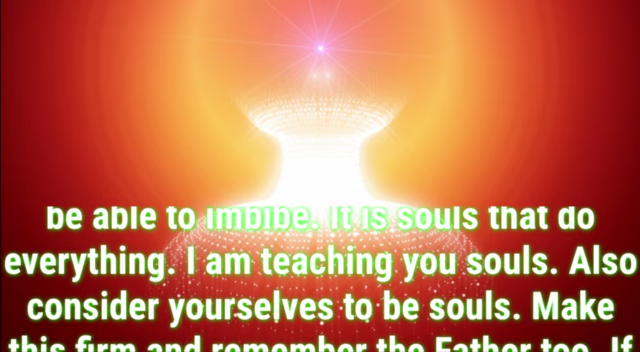 be able to imbibe. It is souls that do
everything. I am teaching you souls. Also
consider yourselves to be souls. Make
this firm and remember the Father too. If